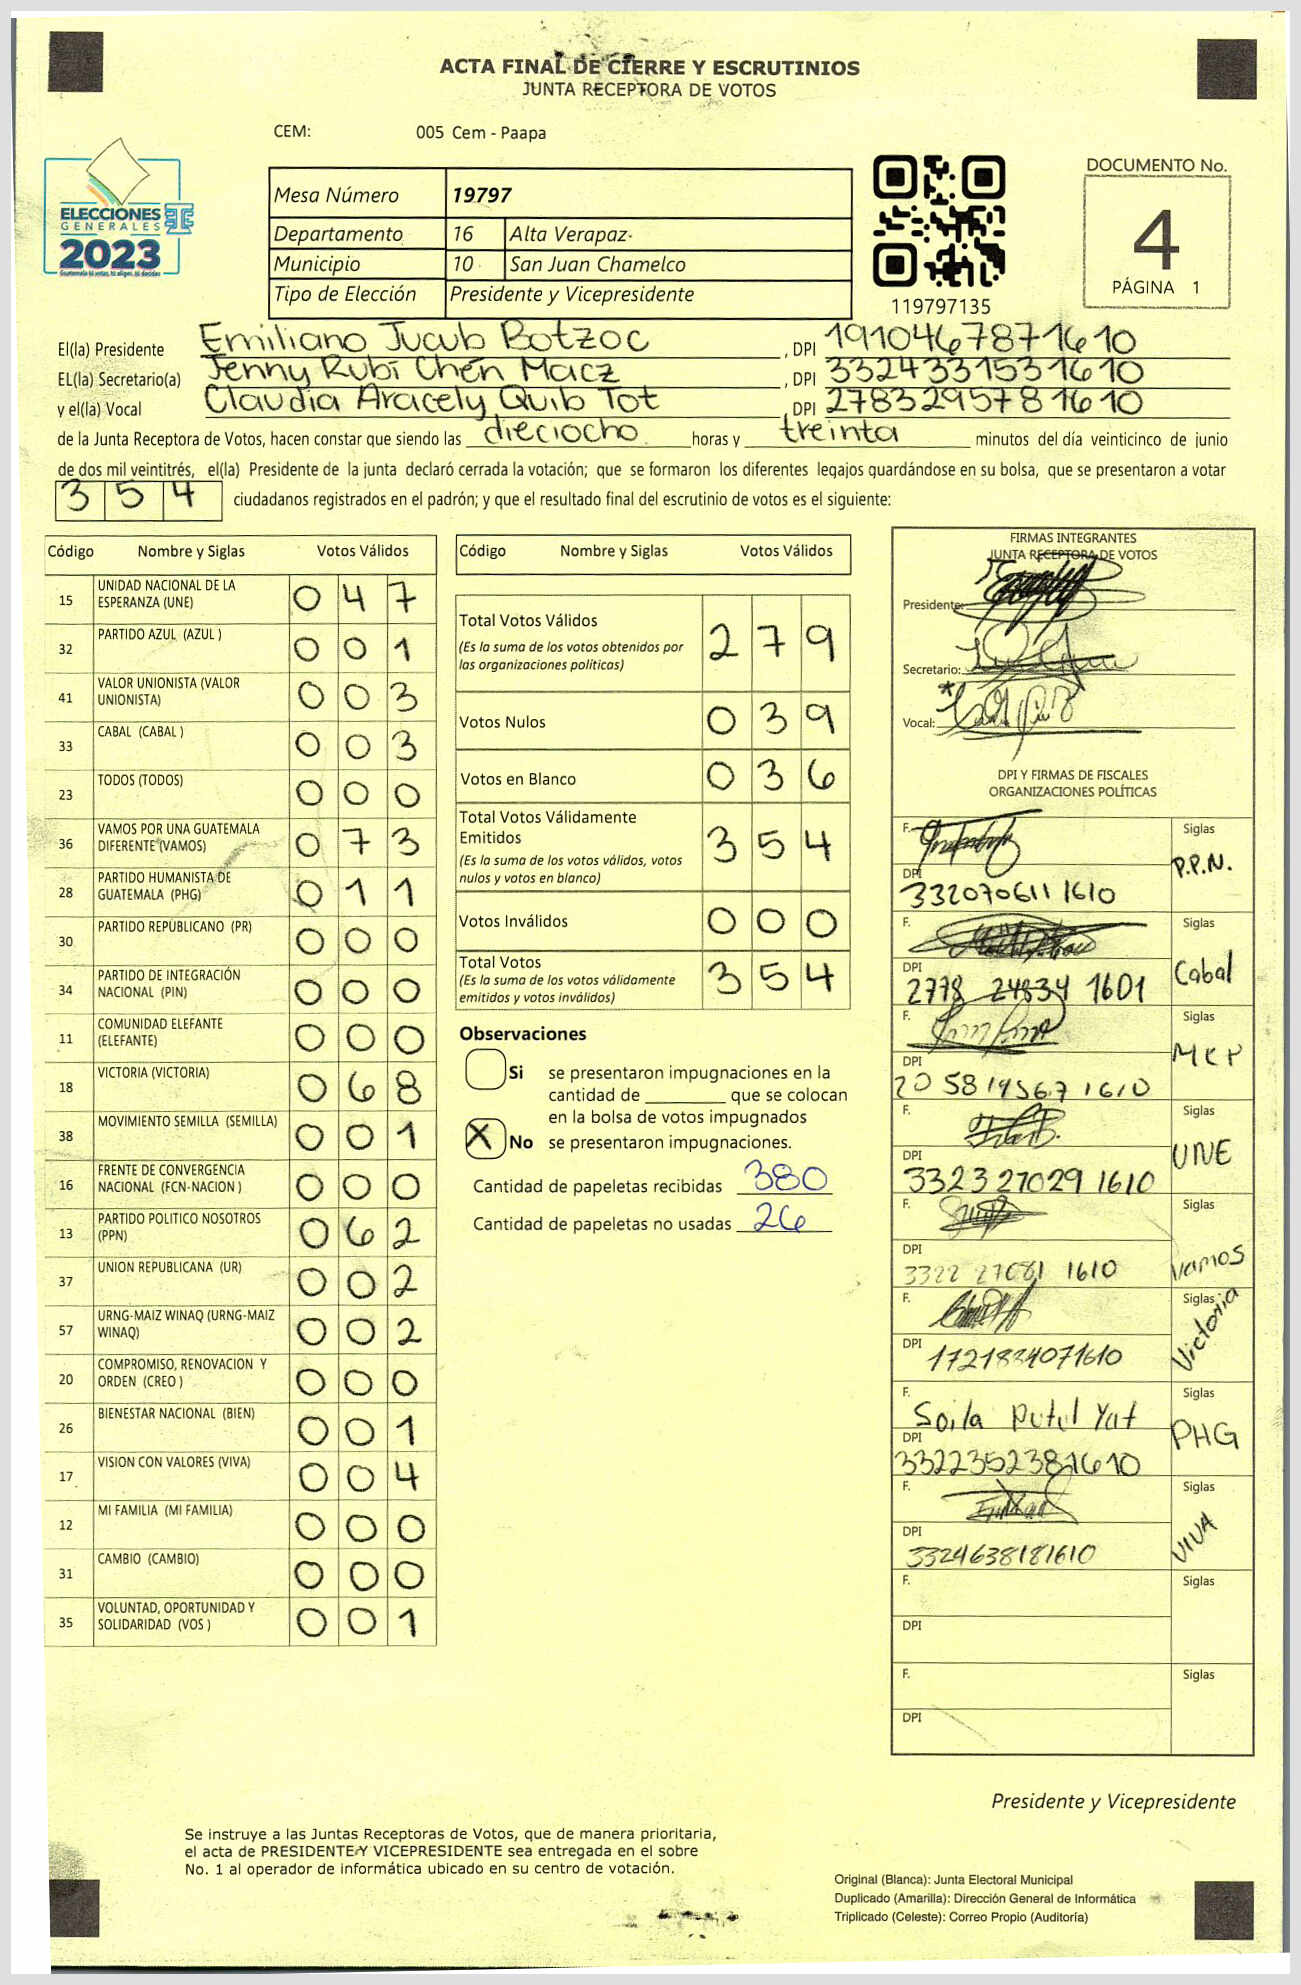 ACTA FINAL DE CIERRE Y ESCRUTINIOS
JUNTA RECEPTORA DE VOTOS
CEM: 005 Cem - Paapa
ELECCIONES
GENERALES
2023
Mesa Número 19797
Departamento 16 Alta Verapaz
Municipio 10 San Juan Chamelco
Tipo de Elección Presidente y Vicepresidente
119797135
DOCUMENTO No.
4
PÁGINA 1
El(la) Presidente Emiliano Jucub Botzoc, DPI 1910467871610
EL(la) Secretario(a) Jenny Rubí Chén Macz, DPI 3324331531610
y el(la) Vocal Claudia Aracely Quib Tot DPI 2783295781610
de la Junta Receptora de Votos, hacen constar que siendo las dieciocho horas y treinta minutos del día veinticinco de junio
de dos mil veintitrés, el(la) Presidente de la junta declaró cerrada la votación; que se formaron los diferentes legajos guardándose en su bolsa, que se presentaron a votar
354 ciudadanos registrados en el padrón; y que el resultado final del escrutinio de votos es el siguiente:
Código Nombre y Siglas Votos Válidos
15 UNIDAD NACIONAL DE LA ESPERANZA (UNE) 047
32 PARTIDO AZUL (AZUL ) 001
41 VALOR UNIONISTA (VALOR UNIONISTA) 003
33 CABAL (CABAL ) 003
23 TODOS (TODOS) 000
36 VAMOS POR UNA GUATEMALA DIFERENTE (VAMOS) 073
28 PARTIDO HUMANISTA DE GUATEMALA (PHG) 011
30 PARTIDO REPUBLICANO (PR) 000
34 PARTIDO DE INTEGRACIÓN NACIONAL (PIN) 000
11 COMUNIDAD ELEFANTE (ELEFANTE) 000
18 VICTORIA (VICTORIA) 068
38 MOVIMIENTO SEMILLA (SEMILLA) 001
16 FRENTE DE CONVERGENCIA NACIONAL (FCN-NACION ) 000
13 PARTIDO POLITICO NOSOTROS (PPN) 062
37 UNION REPUBLICANA (UR) 002
57 URNG-MAIZ WINAQ (URNG-MAIZ WINAQ) 002
20 COMPROMISO, RENOVACION Y ORDEN (CREO ) 000
26 BIENESTAR NACIONAL (BIEN) 001
17 VISION CON VALORES (VIVA) 004
12 MI FAMILIA (MI FAMILIA) 000
31 CAMBIO (CAMBIO) 000
35 VOLUNTAD, OPORTUNIDAD Y SOLIDARIDAD (VOS ) 001
Código Nombre y Siglas Votos Válidos
Total Votos Válidos 279
(Es la suma de los votos obtenidos por
las organizaciones políticas)
Votos Nulos 039
Votos en Blanco 036
Total Votos Válidamente
Emitidos 354
(Es la suma de los votos válidos, votos
nulos y votos en blanco)
Votos Inválidos 000
Total Votos 354
(Es la suma de los votos válidamente
emitidos y votos inválidos)
Observaciones
Si se presentaron impugnaciones en la
cantidad de ________ que se colocan
en la bolsa de votos impugnados
X No se presentaron impugnaciones.
Cantidad de papeletas recibidas 380
Cantidad de papeletas no usadas 26
FIRMAS INTEGRANTES
JUNTA RECEPTORA DE VOTOS
Presidente:
Secretario:
Vocal:
DPI Y FIRMAS DE FISCALES
ORGANIZACIONES POLÍTICAS
F. Siglas P.P.N.
DPI 332070611 1610
F. Siglas Cabal
DPI 2778 24834 1601
F. Siglas
DPI 20 58 194567 1610
F. Siglas UNE
DPI 3323 27029 1610
F. Siglas Vamos
DPI 3322 27081 1610
F. Siglas Victoria
DPI 1721834071610
F. Soila Putul Yat Siglas PHG
DPI 3322352381610
F. Siglas VIVA
DPI 3324638181610
F. Siglas
DPI
F. Siglas
DPI
Presidente y Vicepresidente
Se instruye a las Juntas Receptoras de Votos, que de manera prioritaria,
el acta de PRESIDENTE Y VICEPRESIDENTE sea entregada en el sobre
No. 1 al operador de informática ubicado en su centro de votación.
Original (Blanca): Junta Electoral Municipal
Duplicado (Amarilla): Dirección General de Informática
Triplicado (Celeste): Correo Propio (Auditoría)